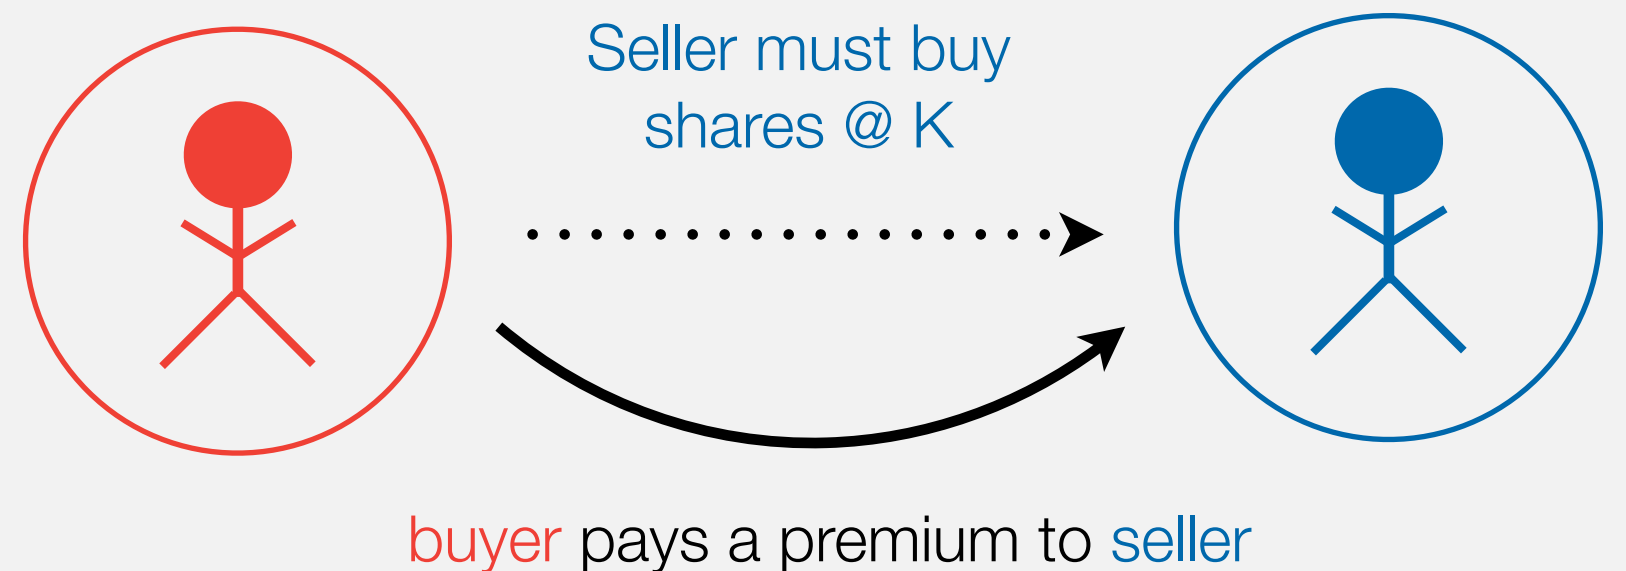 Seller must buy
shares @ K
buyer pays a premium to seller